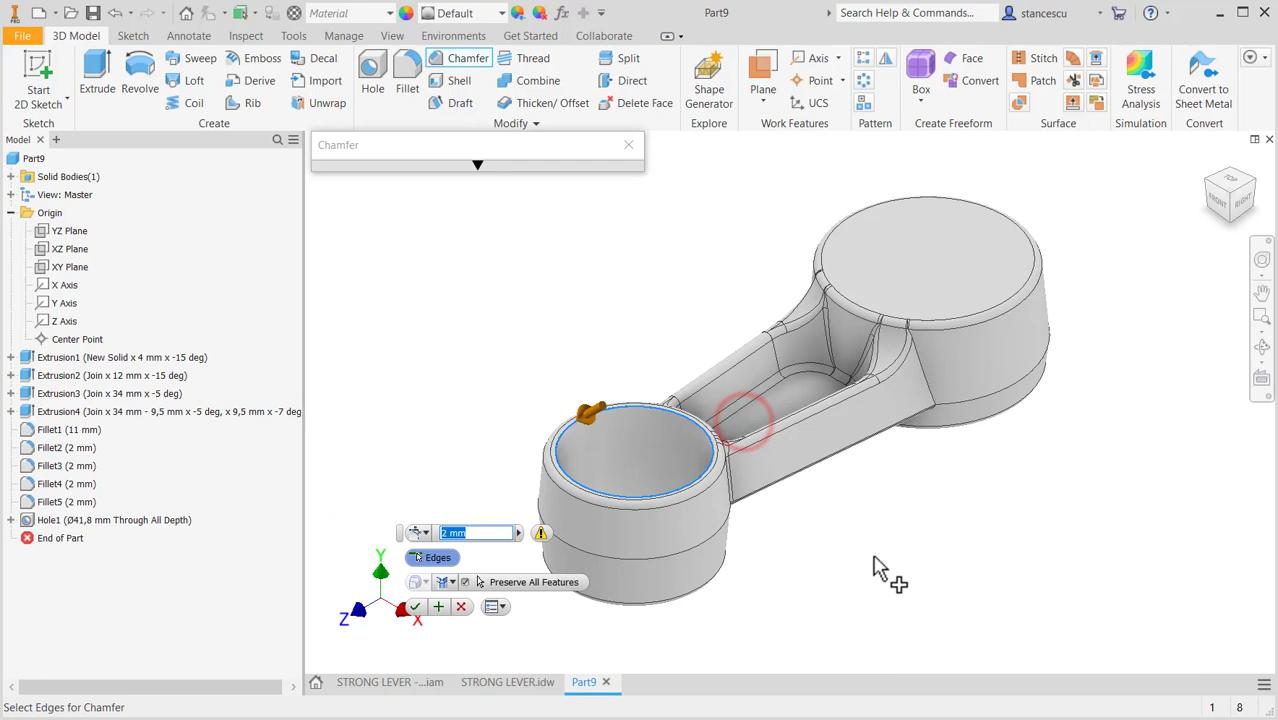 Material Default Part9 Search Help & Commands... stancescu
File 3D Model Sketch Annotate Inspect Tools Manage View Environments Get Started Collaborate
Start
2D Sketch
Extrude
Revolve
Sweep
Loft
Coil
Emboss
Derive
Rib
Decal
Import
Unwrap
Hole
Fillet
Chamfer
Shell
Draft
Thread
Combine
Thicken/ Offset
Split
Direct
Delete Face
Shape
Generator
Plane
Axis
Point
UCS
Box
Face
Convert
Stitch
Patch
Stress
Analysis
Convert to
Sheet Metal
Sketch Create Modify Explore Work Features Pattern Create Freeform Surface Simulation Convert
Model
Chamfer
Part9
Solid Bodies(1)
View: Master
Origin
YZ Plane
XZ Plane
XY Plane
X Axis
Y Axis
Z Axis
Center Point
Extrusion1 (New Solid x 4 mm x -15 deg)
Extrusion2 (Join x 12 mm x -15 deg)
Extrusion3 (Join x 34 mm x -5 deg)
Extrusion4 (Join x 34 mm - 9,5 mm x -5 deg, x 9,5 mm x -7 deg
Fillet1 (11 mm)
Fillet2 (2 mm)
Fillet3 (2 mm)
Fillet4 (2 mm)
Fillet5 (2 mm)
Hole1 (Ø41,8 mm Through All Depth)
End of Part
TOP
FRONT
RIGHT
2 mm
Edges
Preserve All Features
Y
Z
X
STRONG LEVER -...iam STRONG LEVER.idw Part9
Select Edges for Chamfer 1 8